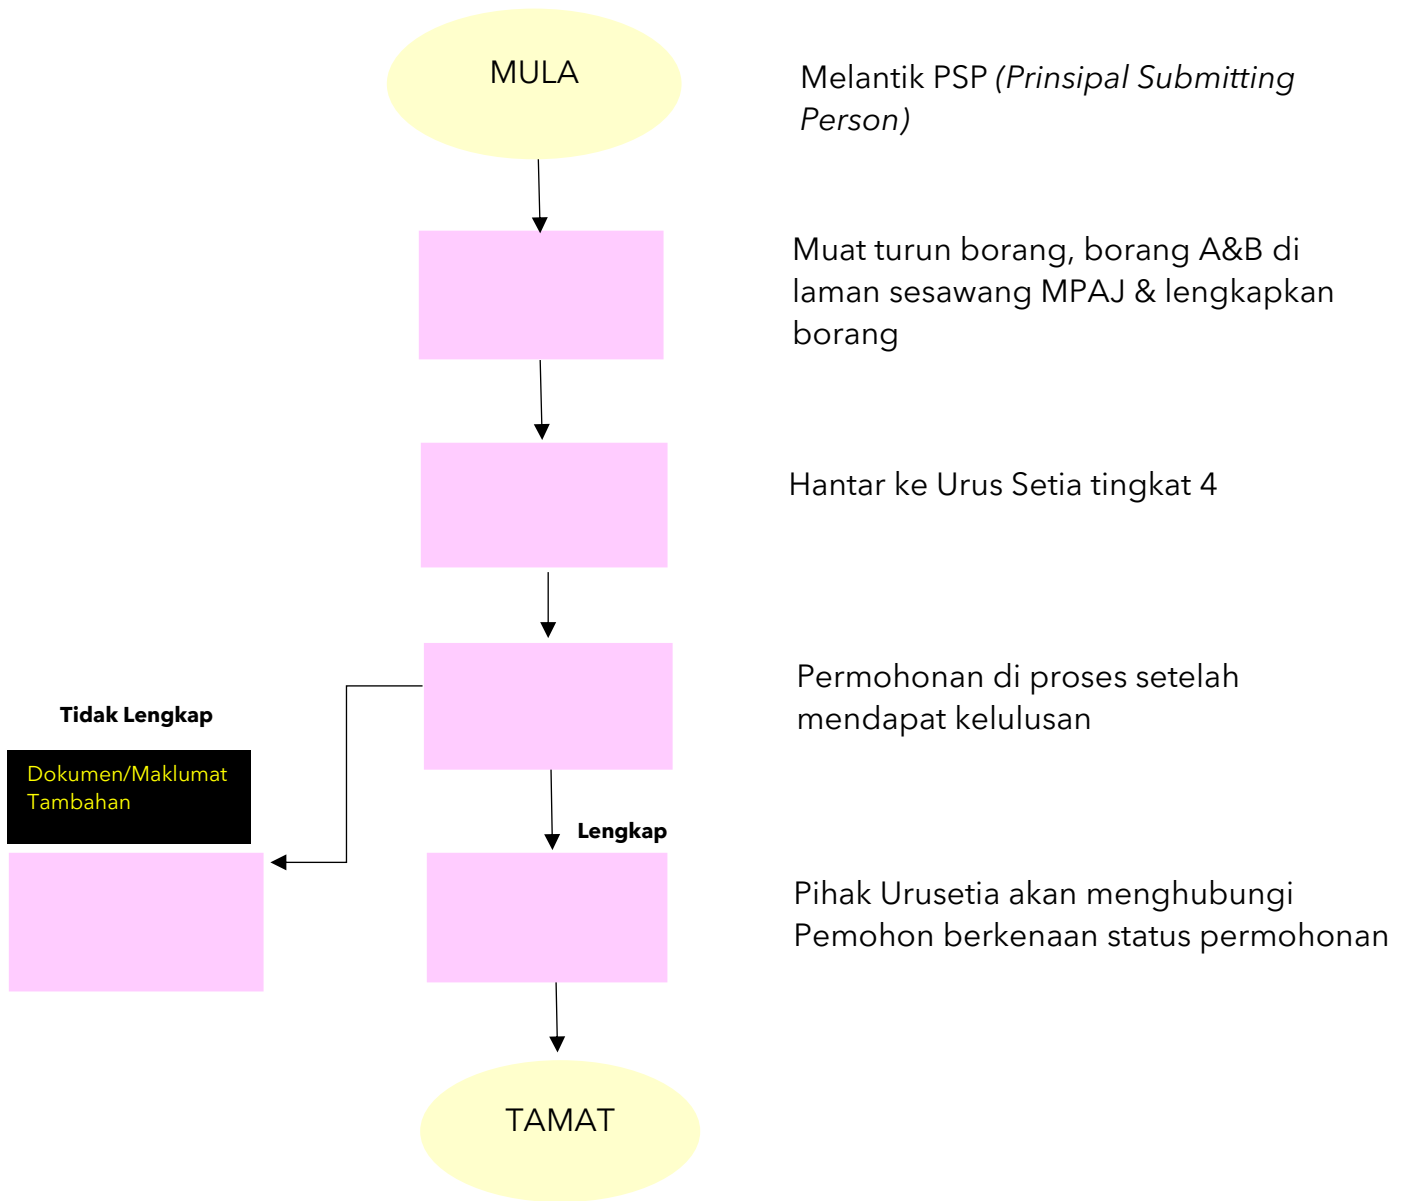 MULA
Melantik PSP (Prinsipal Submitting
Person)
Muat turun borang, borang A&B di
laman sesawang MPAJ & lengkapkan
borang
Hantar ke Urus Setia tingkat 4
Permohonan di proses setelah
mendapat kelulusan
Tidak Lengkap
Dokumen/Maklumat
Tambahan
Lengkap
Pihak Urusetia akan menghubungi
Pemohon berkenaan status permohonan
TAMAT